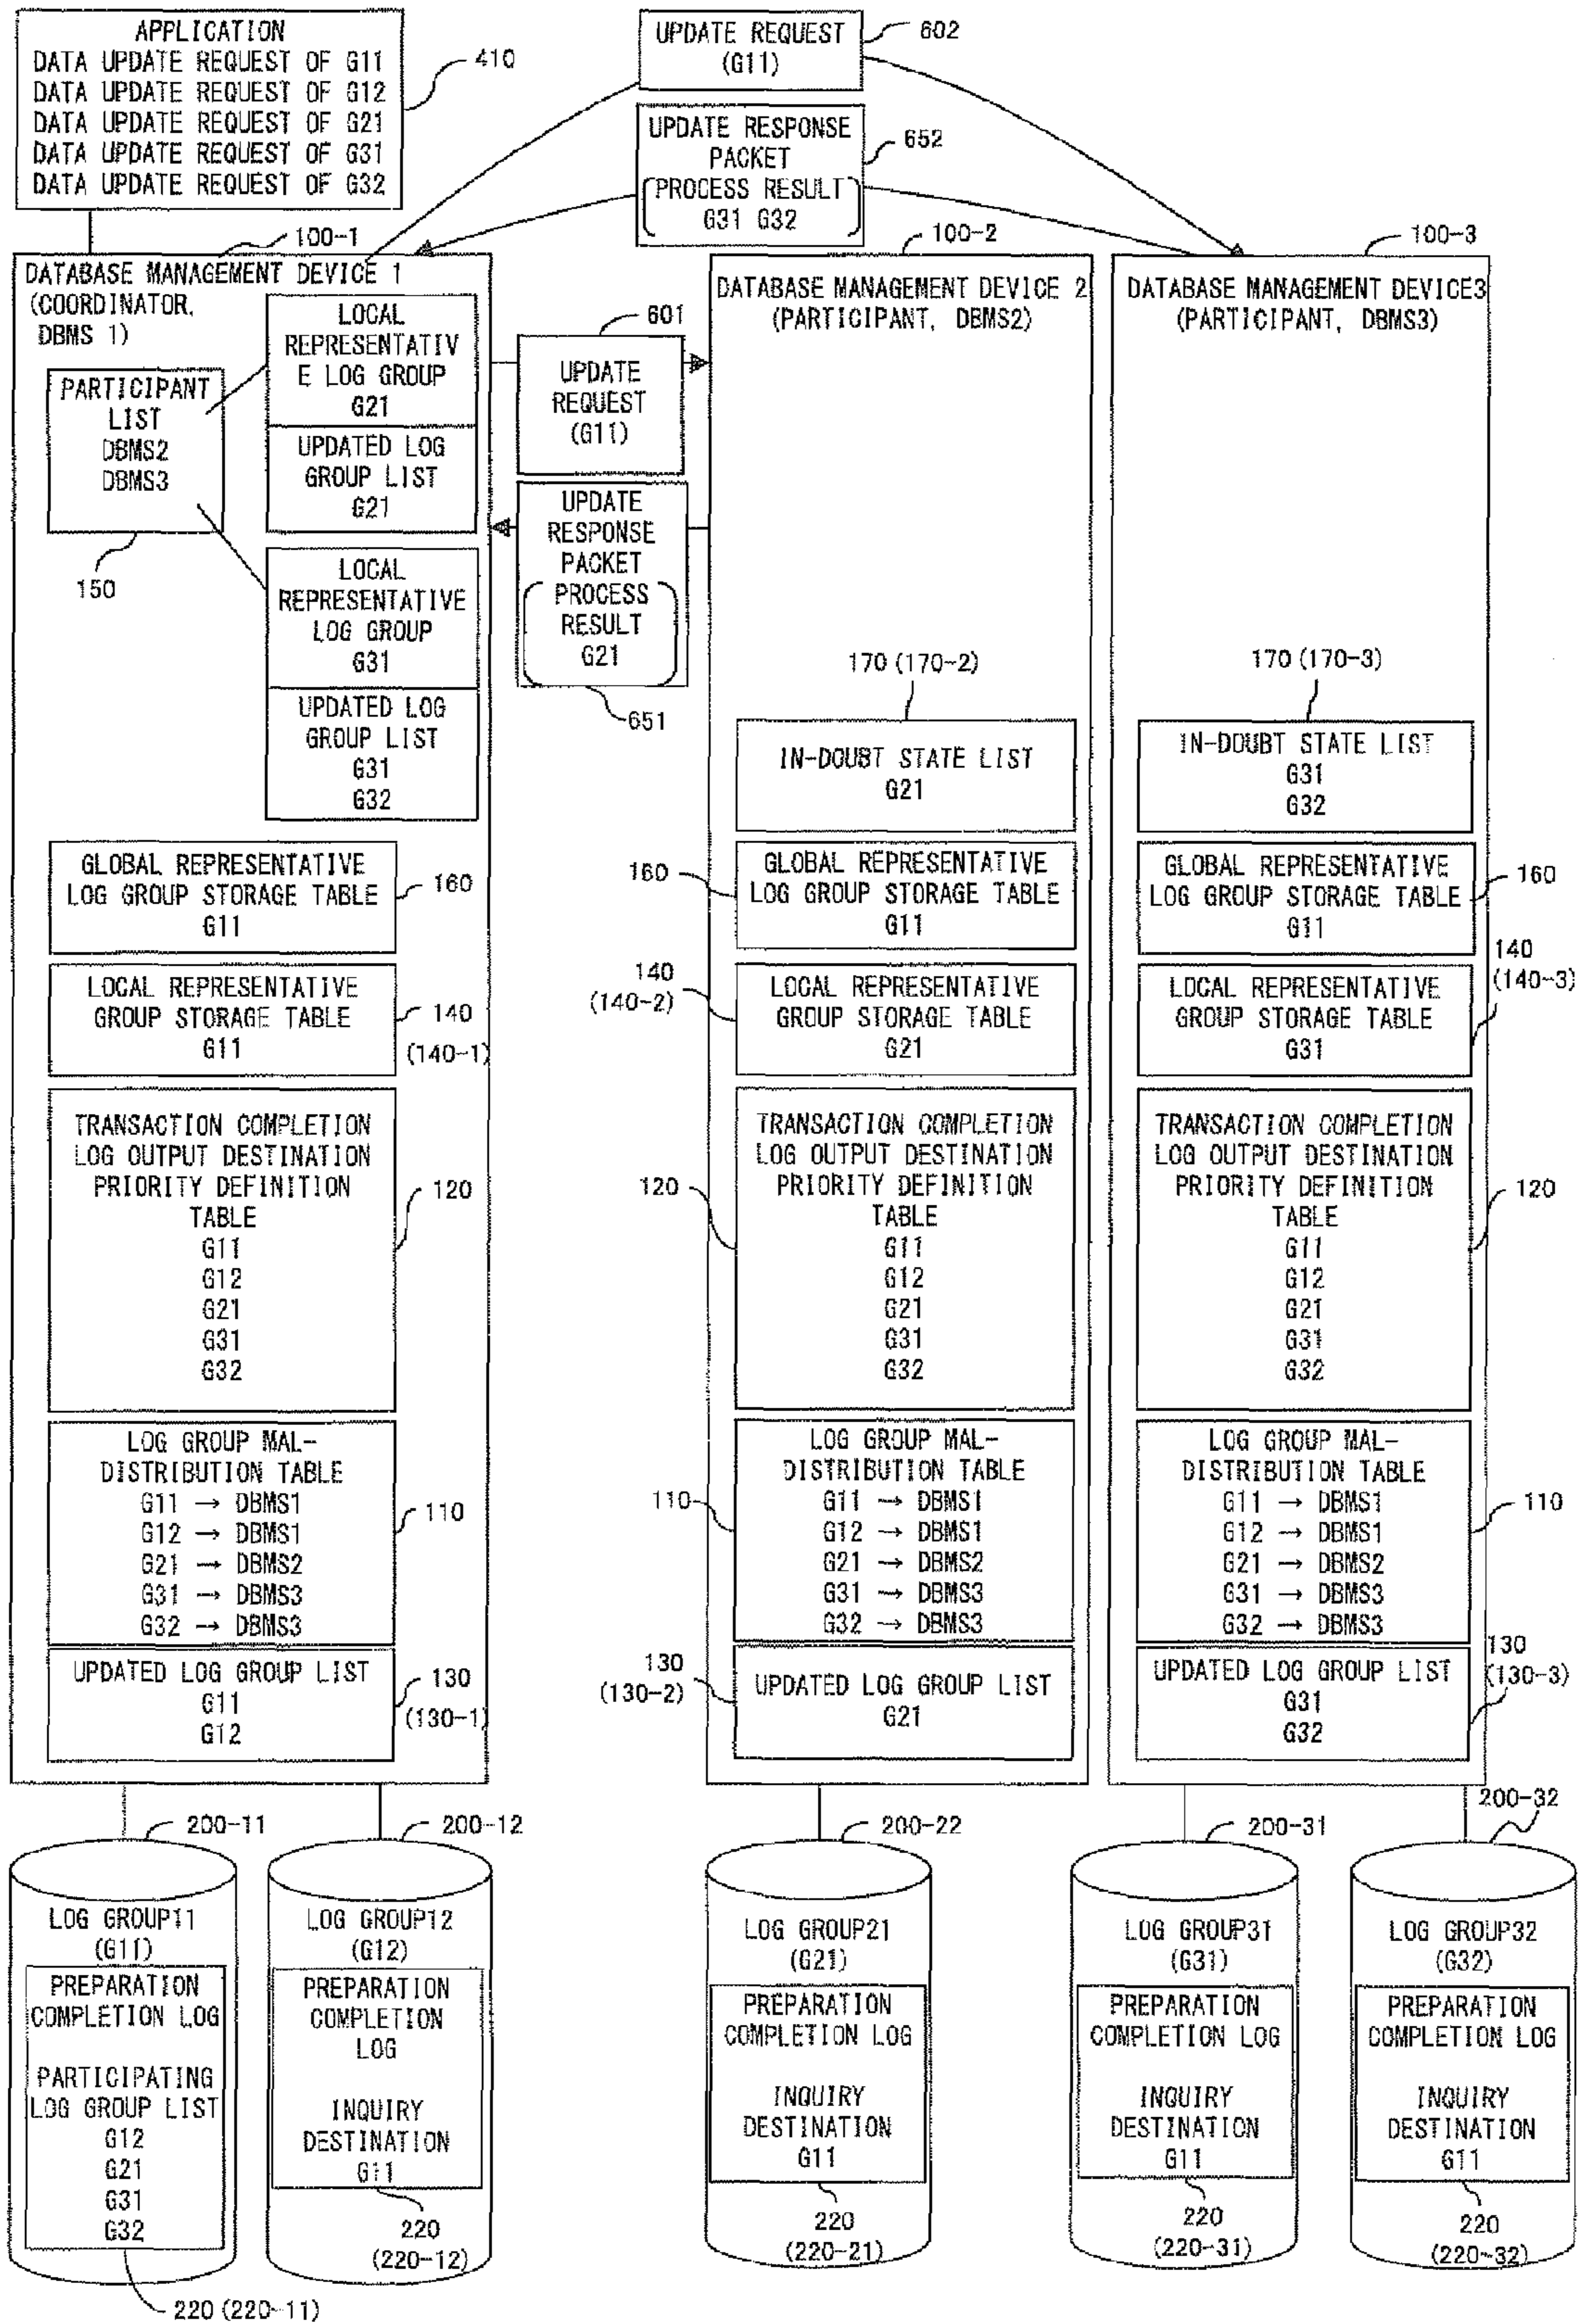 APPLICATION
DATA UPDATE REQUEST OF G11
DATA UPDATE REQUEST OF G12
DATA UPDATE REQUEST OF G21
DATA UPDATE REQUEST OF G31
DATA UPDATE REQUEST OF G32
410
UPDATE REQUEST
(G11)
602
UPDATE RESPONSE
PACKET
PROCESS RESULT
G31 G32
652
100-1
DATABASE MANAGEMENT DEVICE 1
(COORDINATOR,
DBMS 1)
PARTICIPANT
LIST
DBMS2
DBMS3
150
LOCAL
REPRESENTATIV
E LOG GROUP
G21
UPDATED LOG
GROUP LIST
G21
LOCAL
REPRESENTATIVE
LOG GROUP
G31
UPDATED LOG
GROUP LIST
G31
G32
GLOBAL REPRESENTATIVE
LOG GROUP STORAGE TABLE
G11
160
LOCAL REPRESENTATIVE
GROUP STORAGE TABLE
G11
140
(140-1)
TRANSACTION COMPLETION
LOG OUTPUT DESTINATION
PRIORITY DEFINITION
TABLE
G11
G12
G21
G31
G32
120
LOG GROUP MAL-
DISTRIBUTION TABLE
G11 → DBMS1
G12 → DBMS1
G21 → DBMS2
G31 → DBMS3
G32 → DBMS3
110
UPDATED LOG GROUP LIST
G11
G12
130
(130-1)
601
UPDATE
REQUEST
(G11)
UPDATE
RESPONSE
PACKET
PROCESS
RESULT
G21
651
100-2
DATABASE MANAGEMENT DEVICE 2
(PARTICIPANT, DBMS2)
170 (170-2)
IN-DOUBT STATE LIST
G21
160
GLOBAL REPRESENTATIVE
LOG GROUP STORAGE TABLE
G11
140
(140-2)
LOCAL REPRESENTATIVE
GROUP STORAGE TABLE
G21
120
TRANSACTION COMPLETION
LOG OUTPUT DESTINATION
PRIORITY DEFINITION
TABLE
G11
G12
G21
G31
G32
110
LOG GROUP MAL-
DISTRIBUTION TABLE
G11 → DBMS1
G12 → DBMS1
G21 → DBMS2
G31 → DBMS3
G32 → DBMS3
130
(130-2)
UPDATED LOG GROUP LIST
G21
100-3
DATABASE MANAGEMENT DEVICE3
(PARTICIPANT, DBMS3)
170 (170-3)
IN-DOUBT STATE LIST
G31
G32
GLOBAL REPRESENTATIVE
LOG GROUP STORAGE TABLE
G11
160
LOCAL REPRESENTATIVE
GROUP STORAGE TABLE
G31
140
(140-3)
TRANSACTION COMPLETION
LOG OUTPUT DESTINATION
PRIORITY DEFINITION
TABLE
G11
G12
G21
G31
G32
120
LOG GROUP MAL-
DISTRIBUTION TABLE
G11 → DBMS1
G12 → DBMS1
G21 → DBMS2
G31 → DBMS3
G32 → DBMS3
110
UPDATED LOG GROUP LIST
G31
G32
130
(130-3)
200-11
LOG GROUP11
(G11)
PREPARATION
COMPLETION LOG
PARTICIPATING
LOG GROUP LIST
G12
G21
G31
G32
220 (220-11)
200-12
LOG GROUP12
(G12)
PREPARATION
COMPLETION
LOG
INQUIRY
DESTINATION
G11
220
(220-12)
200-22
LOG GROUP21
(G21)
PREPARATION
COMPLETION LOG
INQUIRY
DESTINATION
G11
220
(220-21)
200-31
LOG GROUP31
(G31)
PREPARATION
COMPLETION LOG
INQUIRY
DESTINATION
G11
220
(220-31)
200-32
LOG GROUP32
(G32)
PREPARATION
COMPLETION LOG
INQUIRY
DESTINATION
G11
220
(220-32)